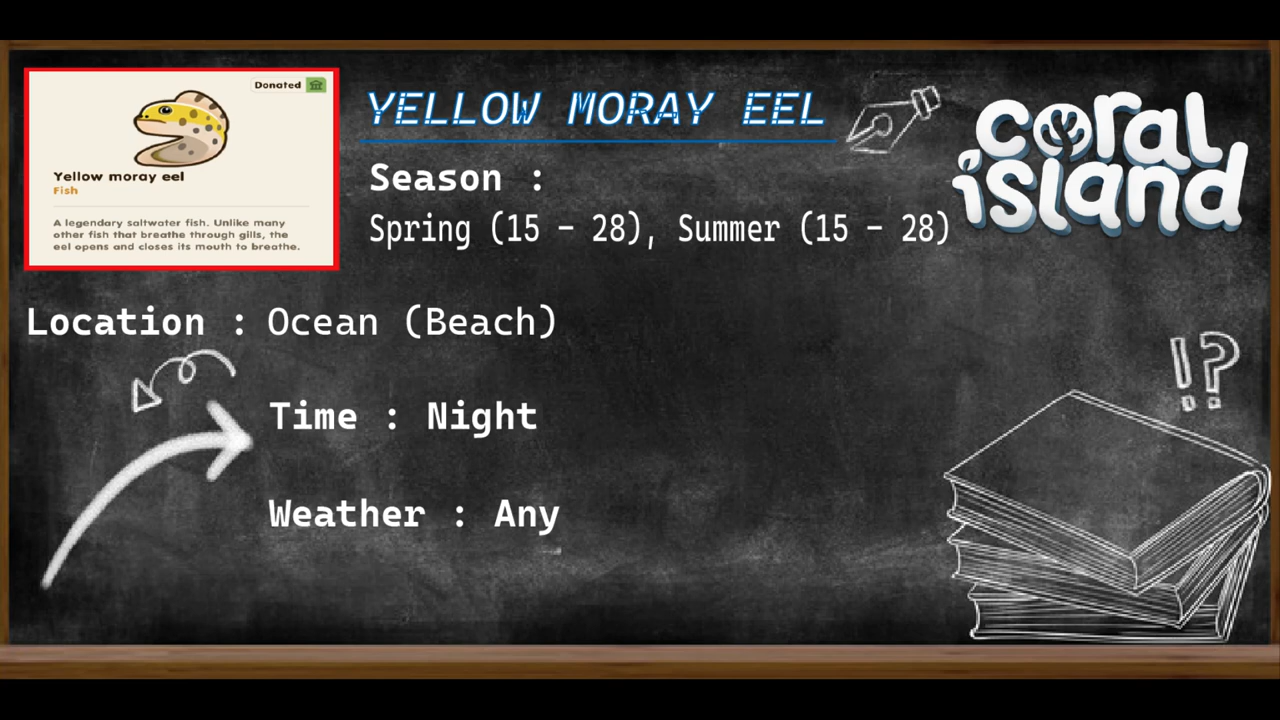 Donated
Yellow moray eel
Fish
A legendary saltwater fish. Unlike many
other fish that breathe through gills, the
eel opens and closes its mouth to breathe.
YELLOW MORAY EEL
Season :
Spring (15 – 28), Summer (15 – 28)
coral
island
Location : Ocean (Beach)
Time : Night
Weather : Any
!?